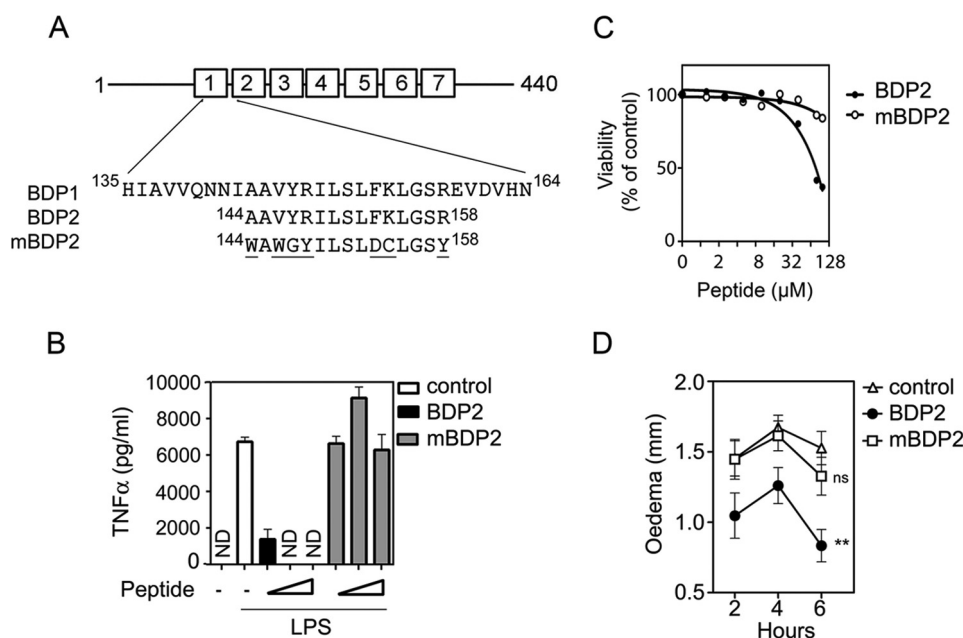 A
1 1 2 3 4 5 6 7 440
BDP1 135 HIAVVQNNIAAVYRILSLFKLGSREVDVHN 164
BDP2 144 AAVYRILSLFKLGSR 158
mBDP2 144 WAWGYILSLDCLGSY 158
B
TNFα (pg/ml)
10000
8000
6000
4000
2000
0
ND ND ND
control
BDP2
mBDP2
Peptide - -
LPS
C
Viability
(% of control)
100
50
0
0 2 8 32 128
Peptide (μM)
BDP2
mBDP2
D
Oedema (mm)
2.0
1.5
1.0
0.5
ns
**
2 4 6
Hours
control
BDP2
mBDP2